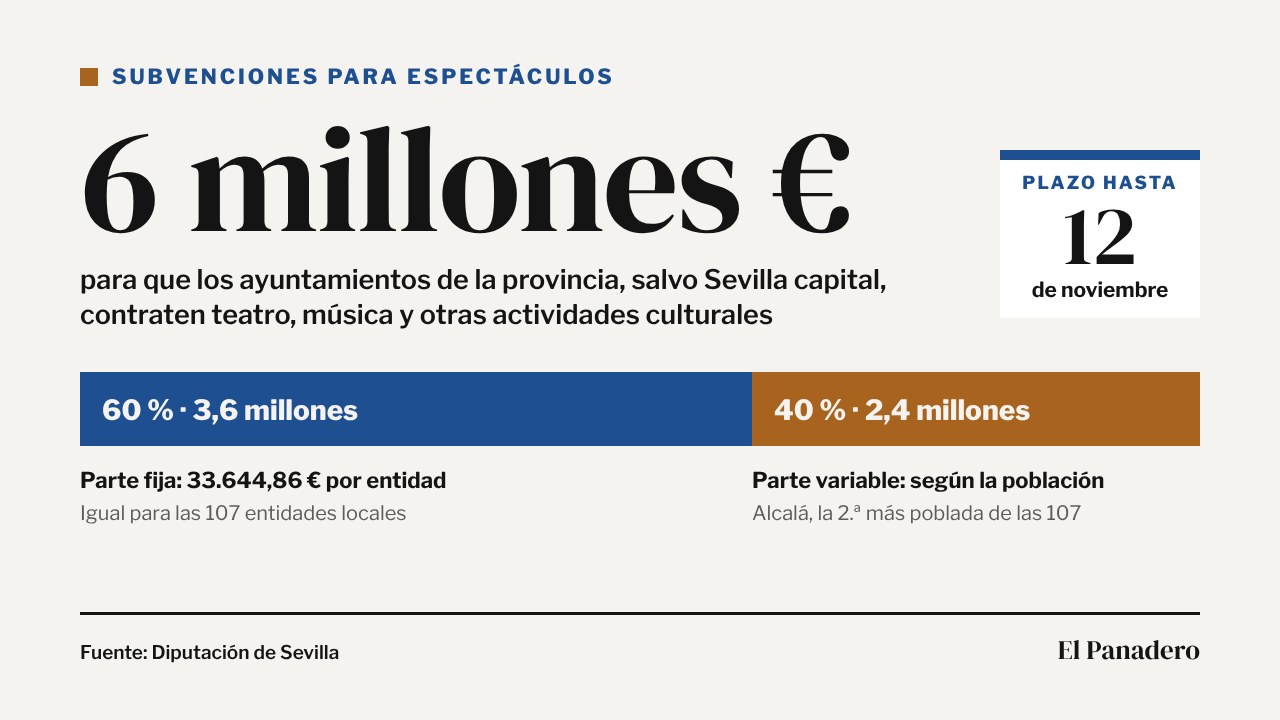 SUBVENCIONES PARA ESPECTÁCULOS
6 millones €
para que los ayuntamientos de la provincia, salvo Sevilla capital,
contraten teatro, música y otras actividades culturales
PLAZO HASTA
12
de noviembre
60 % · 3,6 millones
40 % · 2,4 millones
Parte fija: 33.644,86 € por entidad
Igual para las 107 entidades locales
Parte variable: según la población
Alcalá, la 2.ª más poblada de las 107
Fuente: Diputación de Sevilla
El Panadero